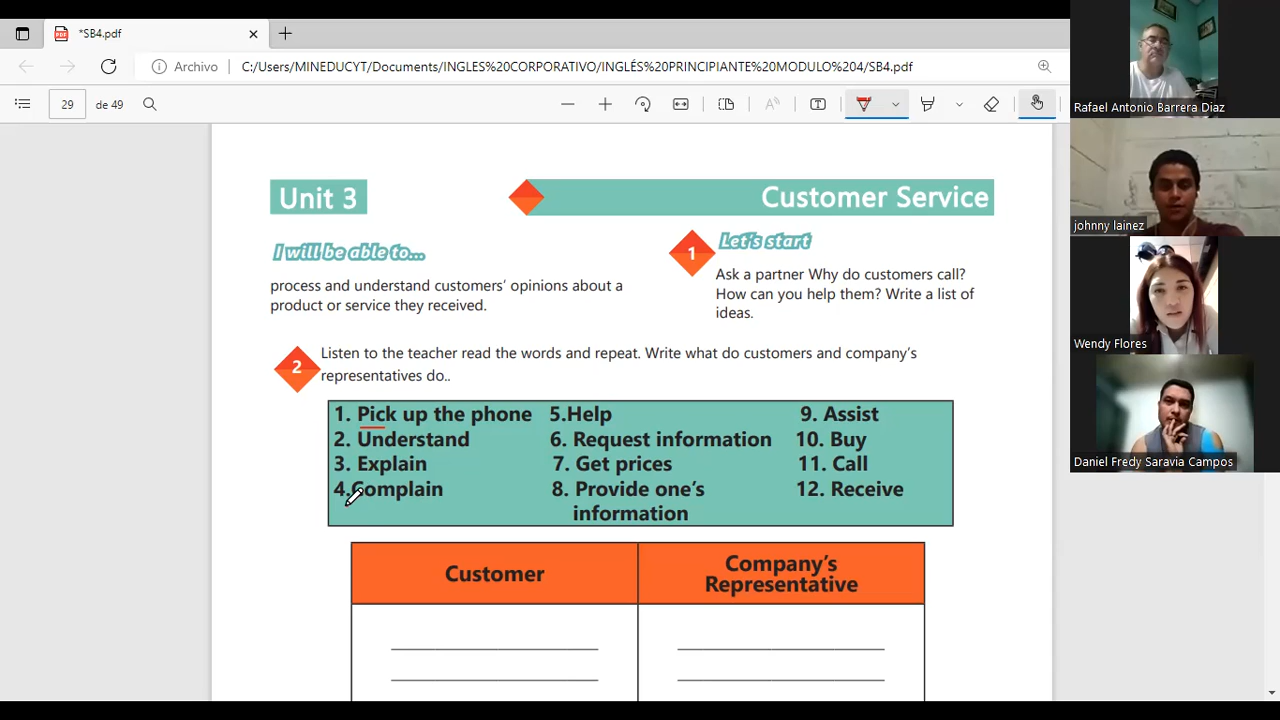 *SB4.pdf
Archivo
C:/Users/MINEDUCYT/Documents/INGLES%20CORPORATIVO/INGLÉS%20PRINCIPIANTE%20MODULO%204/SB4.pdf
29 de 49
Unit 3
Customer Service
I will be able to...
process and understand customers' opinions about a
product or service they received.
1
Let's start
Ask a partner Why do customers call?
How can you help them? Write a list of
ideas.
2
Listen to the teacher read the words and repeat. Write what do customers and company's
representatives do..
1. Pick up the phone
2. Understand
3. Explain
4.Complain
5.Help
6. Request information
7. Get prices
8. Provide one's
information
9. Assist
10. Buy
11. Call
12. Receive
Customer
Company's
Representative
Rafael Antonio Barrera Diaz
johnny lainez
Wendy Flores
Daniel Fredy Saravia Campos